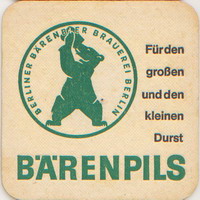 BERLINER BÄRENBIER BRAUEREI BERLIN
Für den
großen
und den
kleinen
Durst
BÄRENPILS